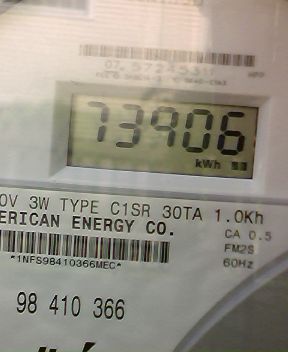 73906
kWh
0V 3W TYPE C1SR 30TA 1.0Kh
ERICAN ENERGY CO.
CA 0.5
FM2S
*1NFS98410366MEC*
60Hz
98 410 366